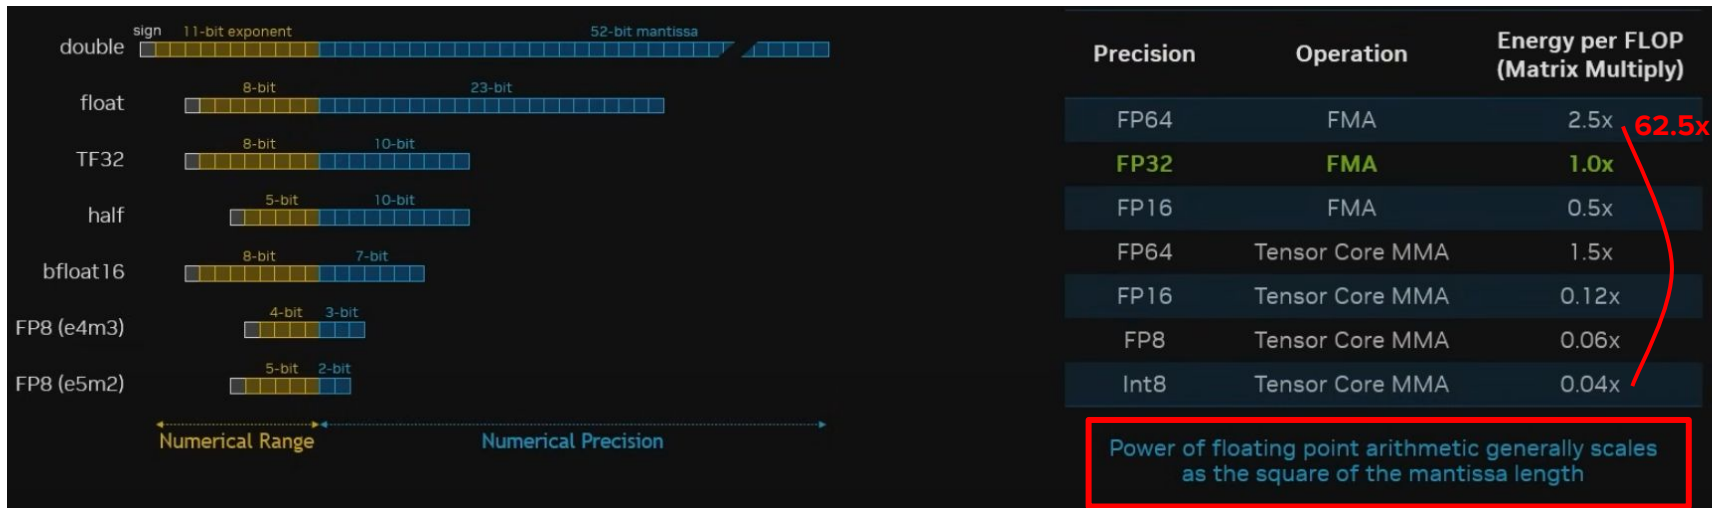 sign 11-bit exponent 52-bit mantissa
double
8-bit 23-bit
float
8-bit 10-bit
TF32
5-bit 10-bit
half
8-bit 7-bit
bfloat16
4-bit 3-bit
FP8 (e4m3)
5-bit 2-bit
FP8 (e5m2)
Numerical Range Numerical Precision
Precision Operation Energy per FLOP
(Matrix Multiply)
FP64 FMA 2.5x 62.5x
FP32 FMA 1.0x
FP16 FMA 0.5x
FP64 Tensor Core MMA 1.5x
FP16 Tensor Core MMA 0.12x
FP8 Tensor Core MMA 0.06x
Int8 Tensor Core MMA 0.04x
Power of floating point arithmetic generally scales
as the square of the mantissa length